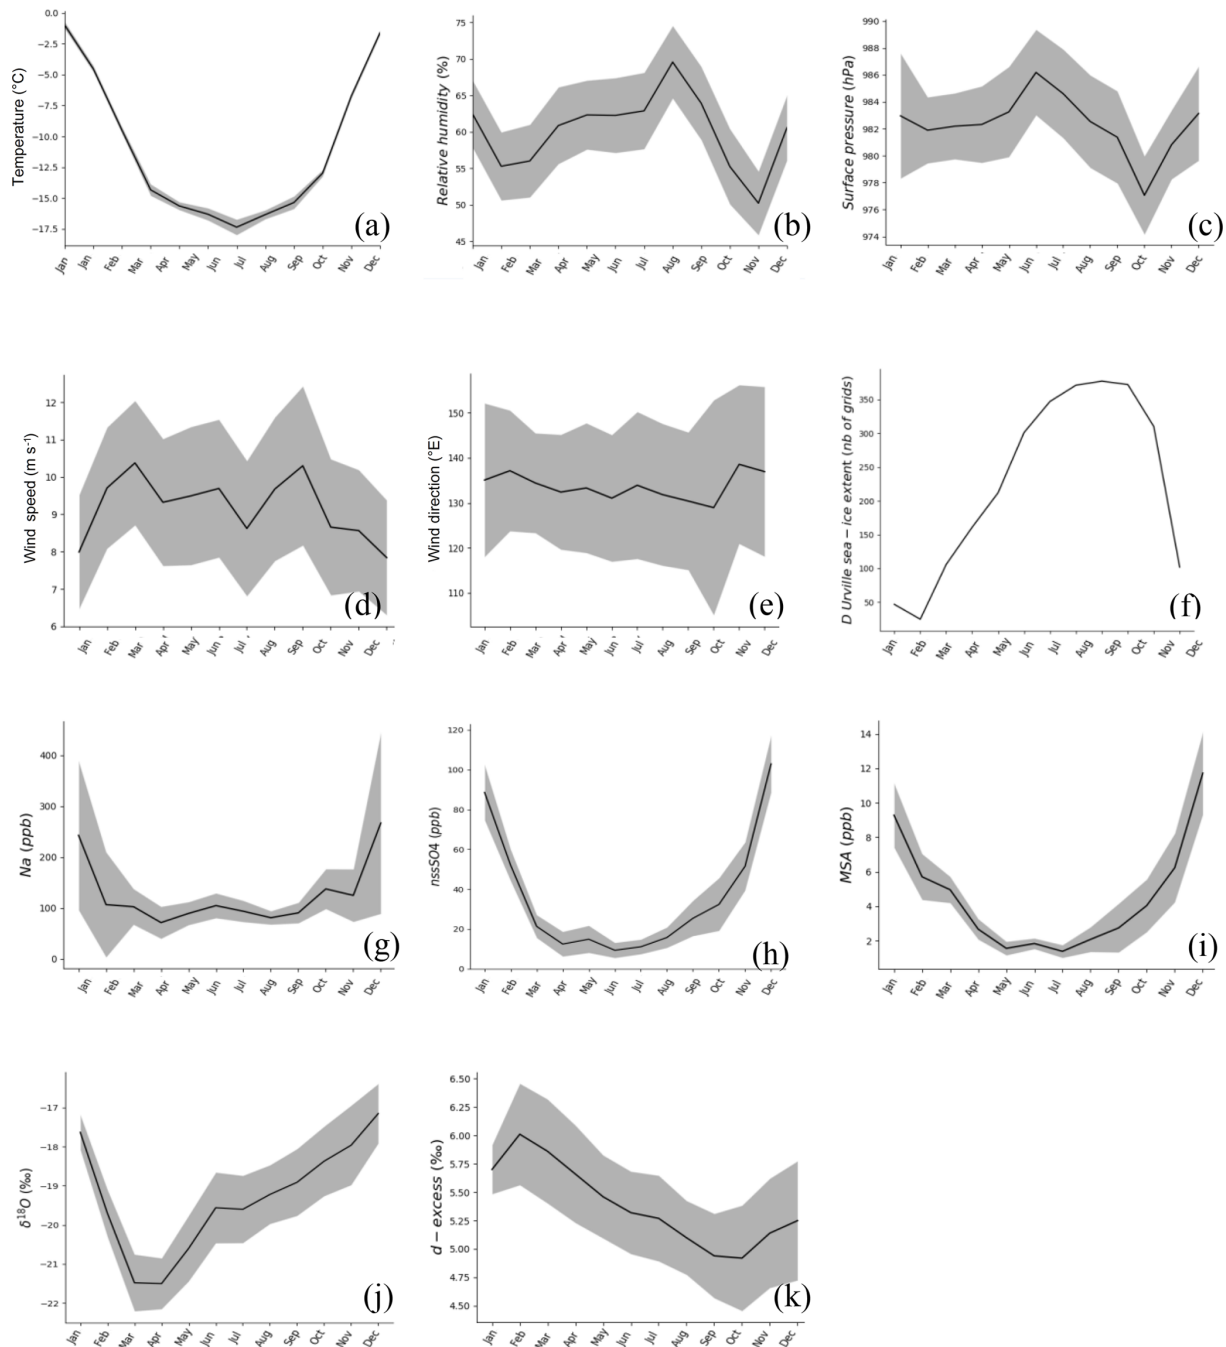 Temperature (°C)
0.0
−2.5
−5.0
−7.5
−10.0
−12.5
−15.0
−17.5
Jan Jan Feb Mar Apr May Jun Jul Aug Sep Oct Nov Dec
(a)
Relative humidity (%)
75
70
65
60
55
50
45
Jan Feb Mar Apr May Jun Jul Aug Sep Oct Nov Dec
(b)
Surface pressure (hPa)
990
988
986
984
982
980
978
976
974
Jan Feb Mar Apr May Jun Jul Aug Sep Oct Nov Dec
(c)
Wind speed (m s⁻¹)
12
11
10
9
8
7
6
Jan Feb Mar Apr May Jun Jul Aug Sep Oct Nov Dec
(d)
Wind direction (°E)
150
140
130
120
110
Jan Feb Mar Apr May Jun Jul Aug Sep Oct Nov Dec
(e)
D Urville sea − ice extent (nb of grids)
350
300
250
200
150
100
50
Jan Feb Mar Apr May Jun Jul Aug Sep Oct Nov Dec
(f)
Na (ppb)
400
300
200
100
0
Jan Feb Mar Apr May Jun Jul Aug Sep Oct Nov Dec
(g)
nssSO4 (ppb)
120
100
80
60
40
20
0
Jan Feb Mar Apr May Jun Jul Aug Sep Oct Nov Dec
(h)
MSA (ppb)
14
12
10
8
6
4
2
Jan Feb Mar Apr May Jun Jul Aug Sep Oct Nov Dec
(i)
δ¹⁸O (‰)
−17
−18
−19
−20
−21
−22
Jan Feb Mar Apr May Jun Jul Aug Sep Oct Nov Dec
(j)
d − excess (‰)
6.50
6.25
6.00
5.75
5.50
5.25
5.00
4.75
4.50
Jan Feb Mar Apr May Jun Jul Aug Sep Oct Nov Dec
(k)